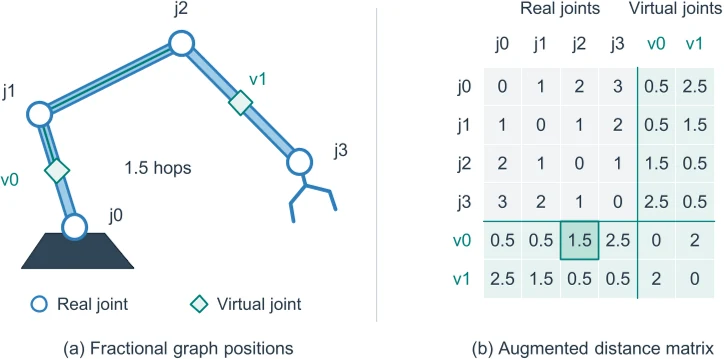 j2
v1
j1
j3
1.5 hops
v0
j0
Real joint
Virtual joint
(a) Fractional graph positions
Real joints Virtual joints
j0 j1 j2 j3 v0 v1
j0 0 1 2 3 0.5 2.5
j1 1 0 1 2 0.5 1.5
j2 2 1 0 1 1.5 0.5
j3 3 2 1 0 2.5 0.5
v0 0.5 0.5 1.5 2.5 0 2
v1 2.5 1.5 0.5 0.5 2 0
(b) Augmented distance matrix